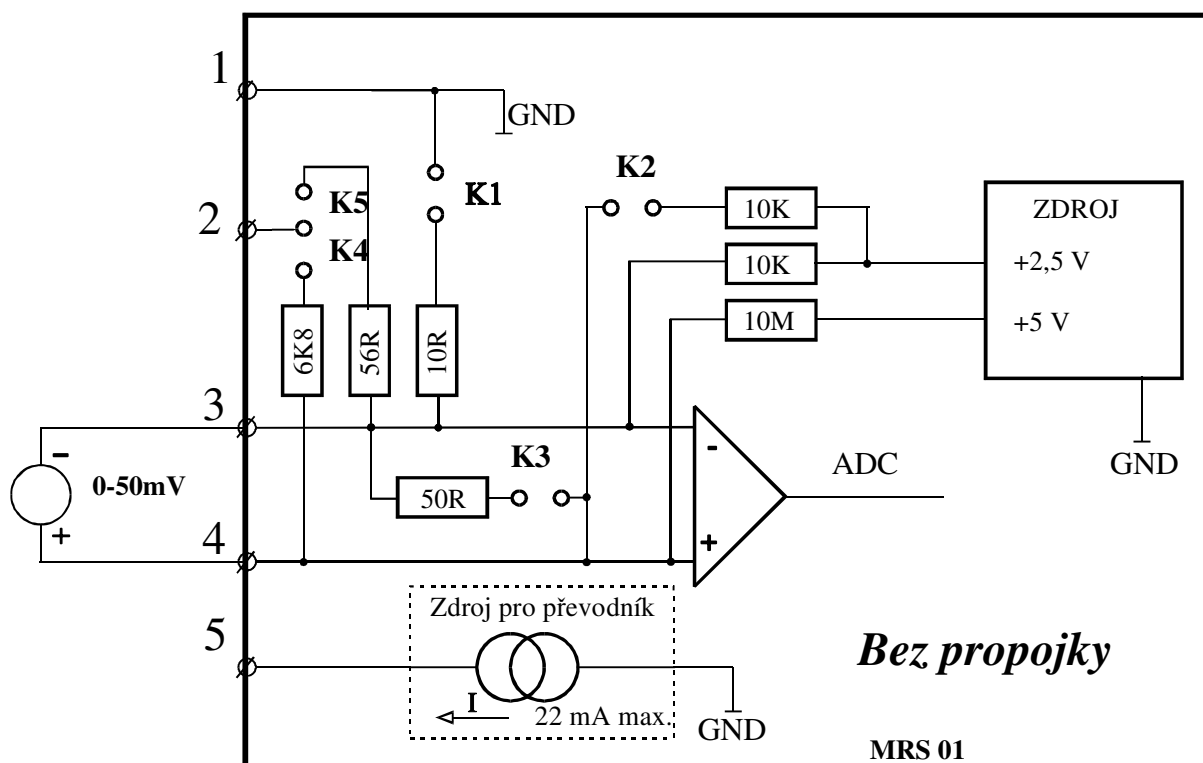 1
GND
K5
K1
K2
10K
ZDROJ
2
K4
10K
+2,5 V
10M
+5 V
6K8
56R
10R
3
-
K3
-
ADC
GND
0-50mV
50R
+
4
+
Zdroj pro převodník
5
Bez propojky
I
22 mA max.
GND
MRS 01